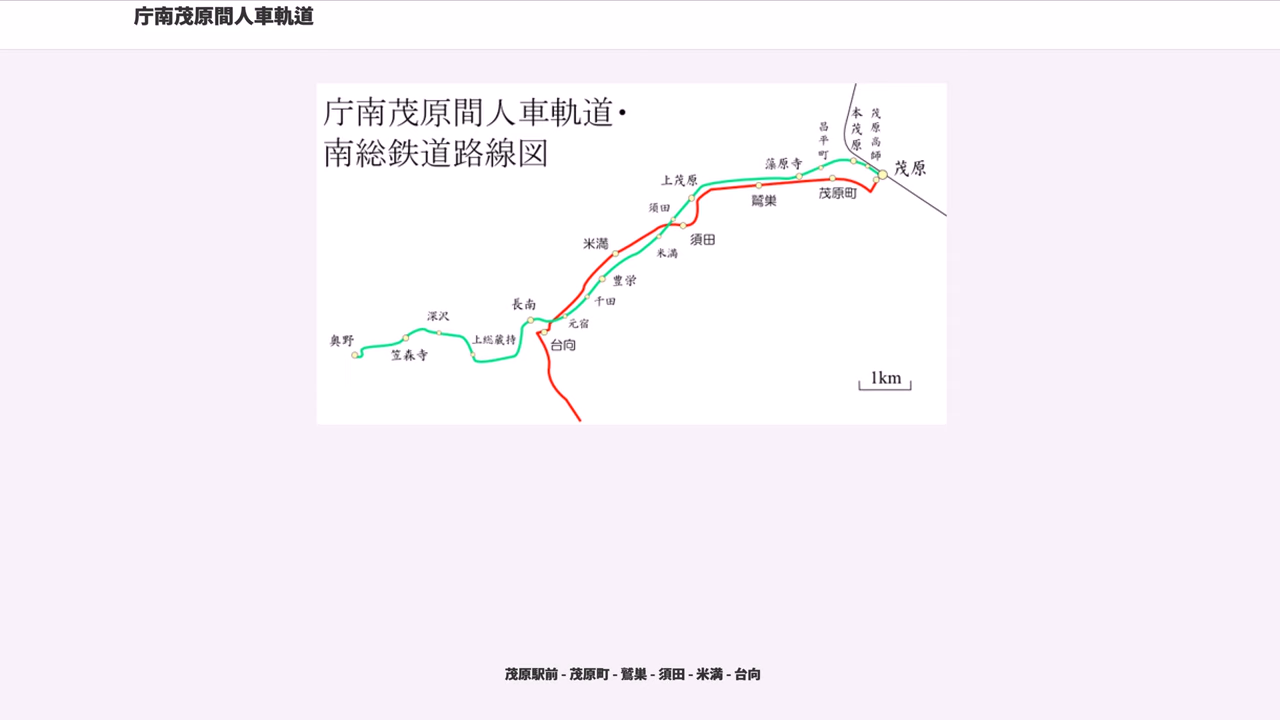 庁南茂原間人車軌道
庁南茂原間人車軌道・
南総鉄道路線図
本茂原
茂原高師
昌平町
藻原寺
茂原
上茂原
鷲巣
茂原町
須田
須田
米満
米満
豊栄
千田
長南
元宿
台向
深沢
上総蔵持
奥野
笠森寺
1km
茂原駅前 - 茂原町 - 鷲巣 - 須田 - 米満 - 台向